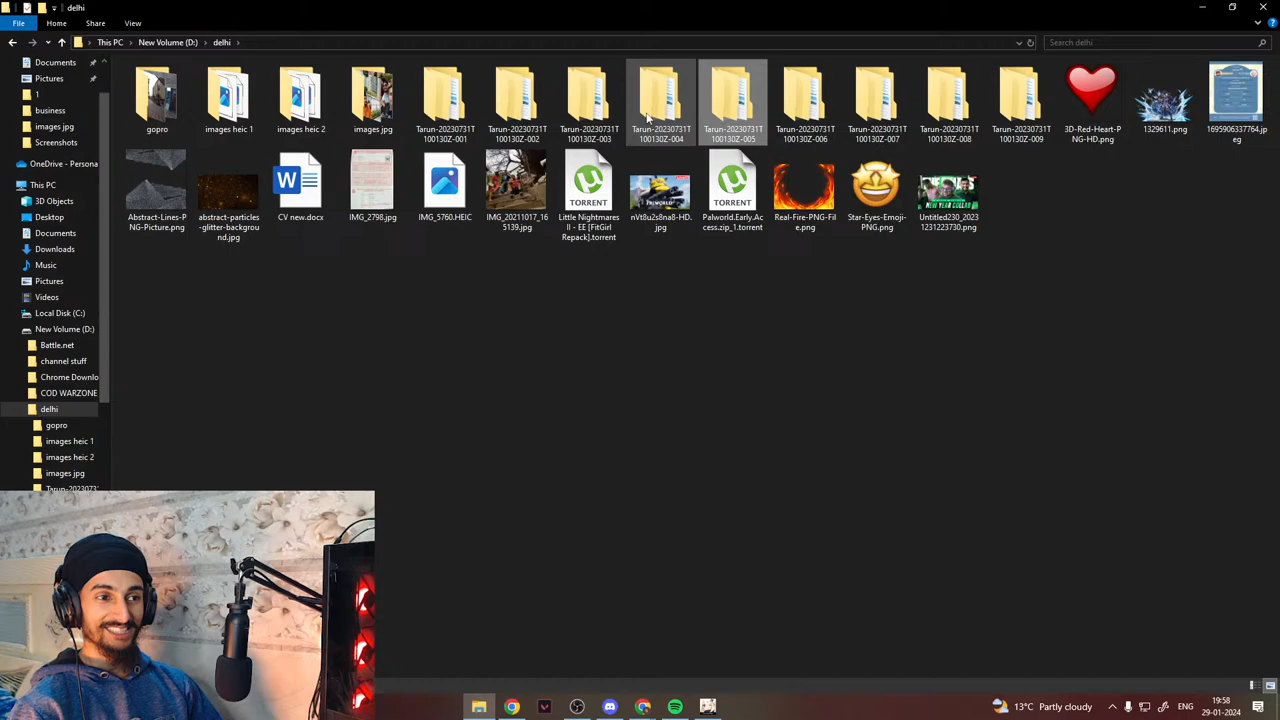 delhi
File Home Share View
This PC > New Volume (D:) > delhi >
Search delhi
Documents
Pictures
1
business
images jpg
Screenshots
OneDrive - Persona
This PC
3D Objects
Desktop
Documents
Downloads
Music
Pictures
Videos
Local Disk (C:)
New Volume (D:)
Battle.net
channel stuff
Chrome Downlo
COD WARZONE
delhi
gopro
images heic 1
images heic 2
images jpg
gopro
images heic 1
images heic 2
images jpg
Tarun-20230731T
100130Z-001
Tarun-20230731T
100130Z-002
Tarun-20230731T
100130Z-003
Tarun-20230731T
100130Z-004
Tarun-20230731T
100130Z-005
Tarun-20230731T
100130Z-006
Tarun-20230731T
100130Z-007
Tarun-20230731T
100130Z-008
Tarun-20230731T
100130Z-009
3D-Red-Heart-P
NG-HD.png
1329611.png
1695906337764.jp
eg
Abstract-Lines-P
NG-Picture.png
abstract-particles
-glitter-backgrou
nd.jpg
W
CV new.docx
IMG_2798.jpg
IMG_5760.HEIC
IMG_20211017_16
5139.jpg
TORRENT
Little Nightmares
II - EE [FitGirl
Repack].torrent
PALWORLD
nVt8u2s8na8-HD.
jpg
TORRENT
Palworld.Early.Ac
cess.zip_1.torrent
Real-Fire-PNG-Fil
e.png
Star-Eyes-Emoji-
PNG.png
Untitled230_2023
1231223730.png
13°C Partly cloudy
ENG
19:58
29-01-2024